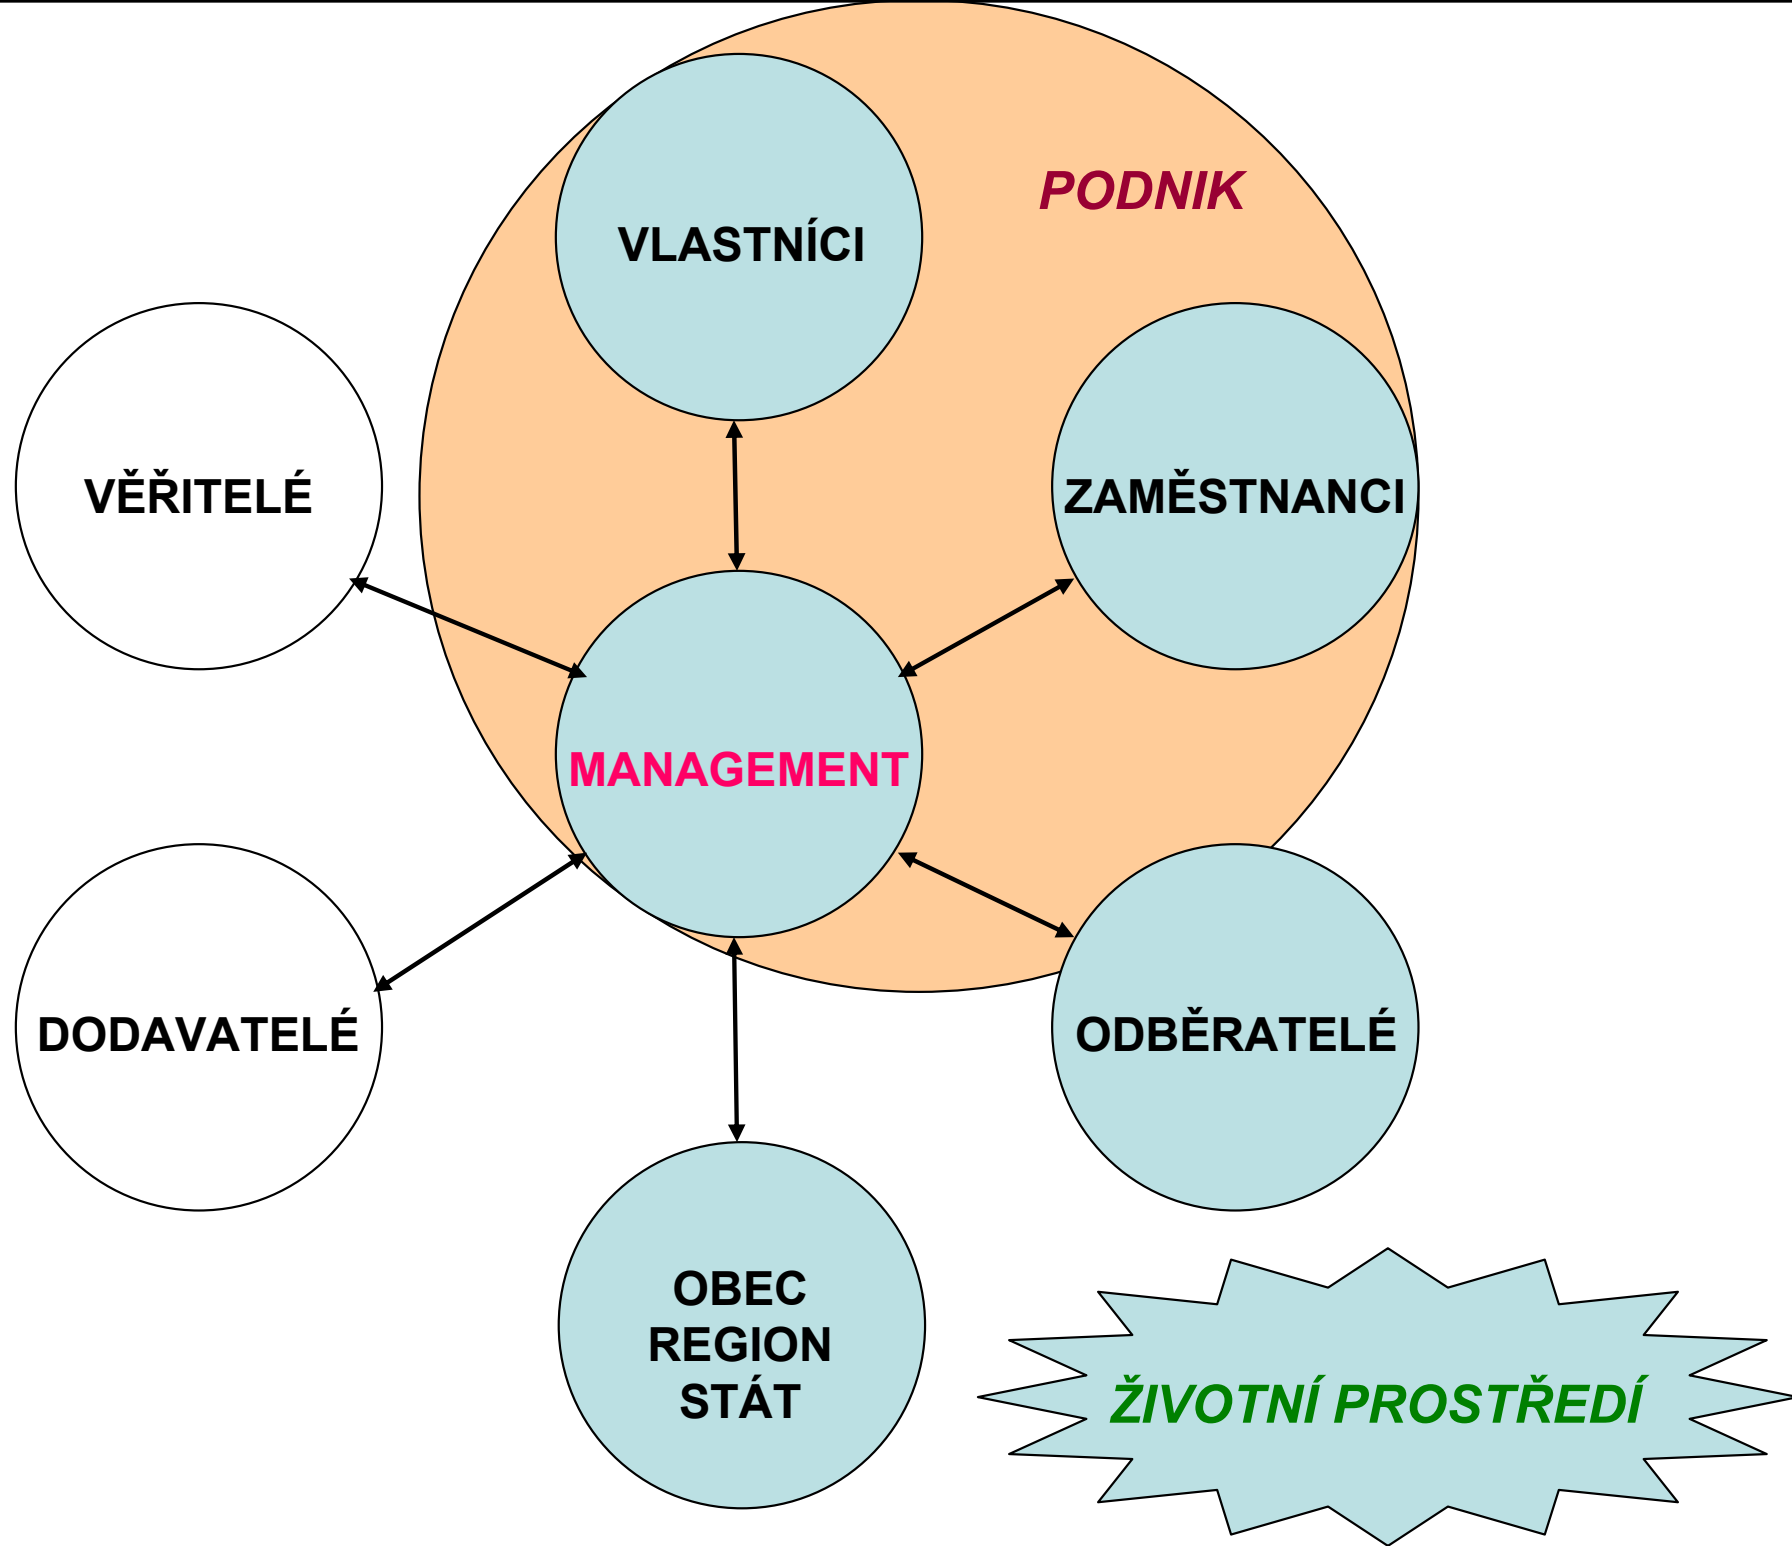 PODNIK
VLASTNÍCI
VĚŘITELÉ
ZAMĚSTNANCI
MANAGEMENT
DODAVATELÉ
ODBĚRATELÉ
OBEC
REGION
STÁT
ŽIVOTNÍ PROSTŘEDÍ